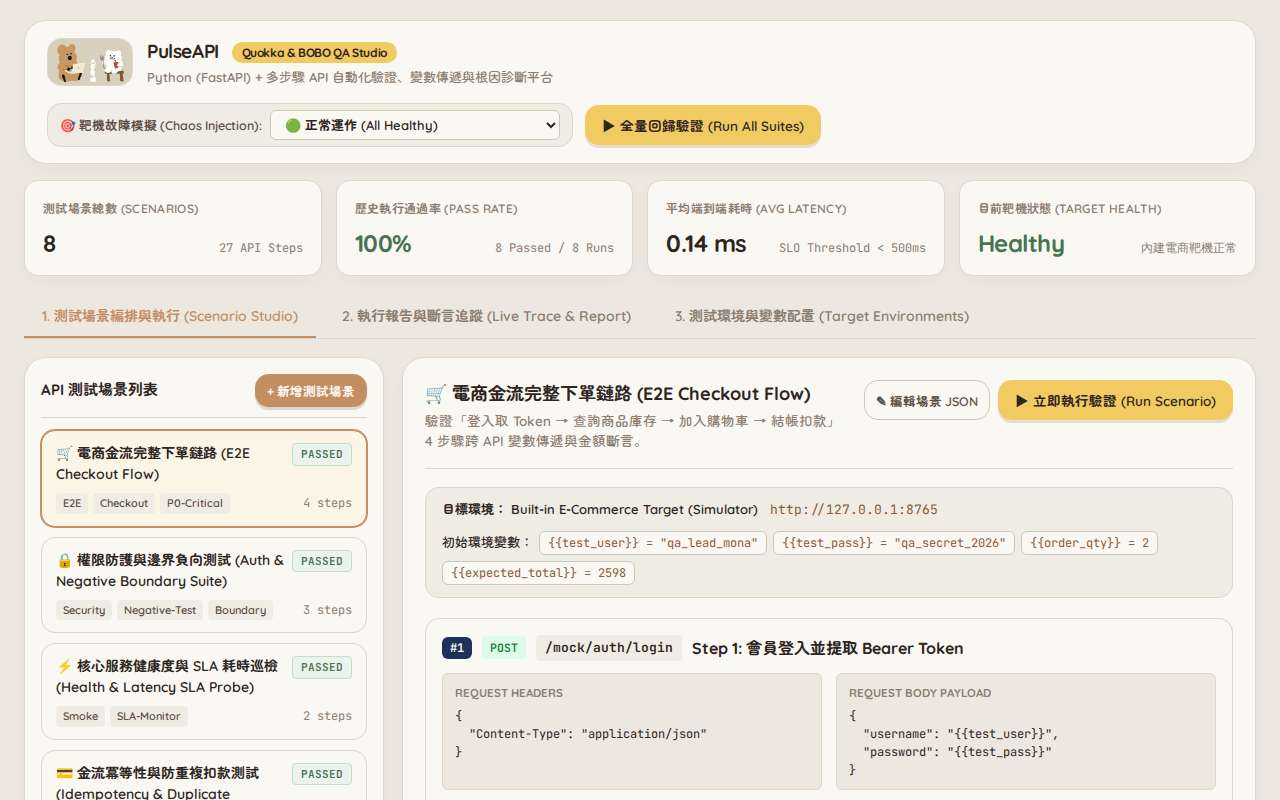 PulseAPI
Quokka & BOBO QA Studio
Python (FastAPI) + 多步驟 API 自動化驗證、變數傳遞與根因診斷平台
🎯 靶機故障模擬 (Chaos Injection):
🟢 正常運作 (All Healthy)
▶ 全量回歸驗證 (Run All Suites)
測試場景總數 (SCENARIOS)
8
27 API Steps
歷史執行通過率 (PASS RATE)
100%
8 Passed / 8 Runs
平均端到端耗時 (AVG LATENCY)
0.14 ms
SLO Threshold < 500ms
目前靶機狀態 (TARGET HEALTH)
Healthy
內建電商靶機正常
1. 測試場景編排與執行 (Scenario Studio)
2. 執行報告與斷言追蹤 (Live Trace & Report)
3. 測試環境與變數配置 (Target Environments)
API 測試場景列表
+ 新增測試場景
🛒 電商金流完整下單鏈路 (E2E
Checkout Flow)
PASSED
E2E
Checkout
P0-Critical
4 steps
🔒 權限防護與邊界負向測試 (Auth &
Negative Boundary Suite)
PASSED
Security
Negative-Test
Boundary
3 steps
⚡ 核心服務健康度與 SLA 耗時巡檢
(Health & Latency SLA Probe)
PASSED
Smoke
SLA-Monitor
2 steps
💳 金流冪等性與防重複扣款測試
(Idempotency & Duplicate
PASSED
🛒 電商金流完整下單鏈路 (E2E Checkout Flow)
驗證「登入取 Token → 查詢商品庫存 → 加入購物車 → 結帳扣款」
4 步驟跨 API 變數傳遞與金額斷言。
✎ 編輯場景 JSON
▶ 立即執行驗證 (Run Scenario)
目標環境： Built-in E-Commerce Target (Simulator) http://127.0.0.1:8765
初始環境變數： {{test_user}} = "qa_lead_mona" {{test_pass}} = "qa_secret_2026" {{order_qty}} = 2
{{expected_total}} = 2598
#1 POST /mock/auth/login Step 1: 會員登入並提取 Bearer Token
REQUEST HEADERS
{
"Content-Type": "application/json"
}
REQUEST BODY PAYLOAD
{
"username": "{{test_user}}",
"password": "{{test_pass}}"
}